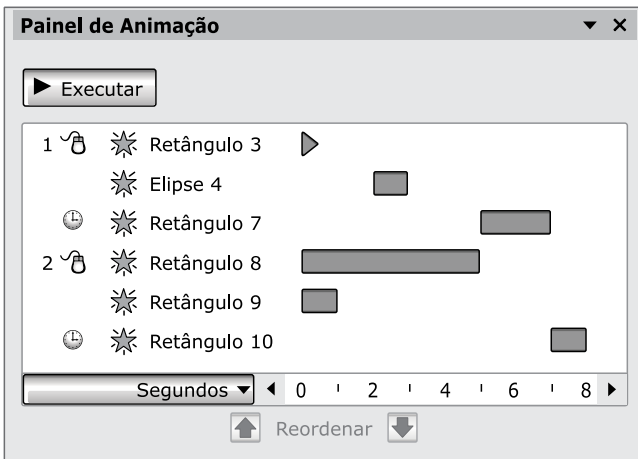 Painel de Animação
Executar
1 Retângulo 3
Elipse 4
Retângulo 7
2 Retângulo 8
Retângulo 9
Retângulo 10
Segundos 0 2 4 6 8
Reordenar